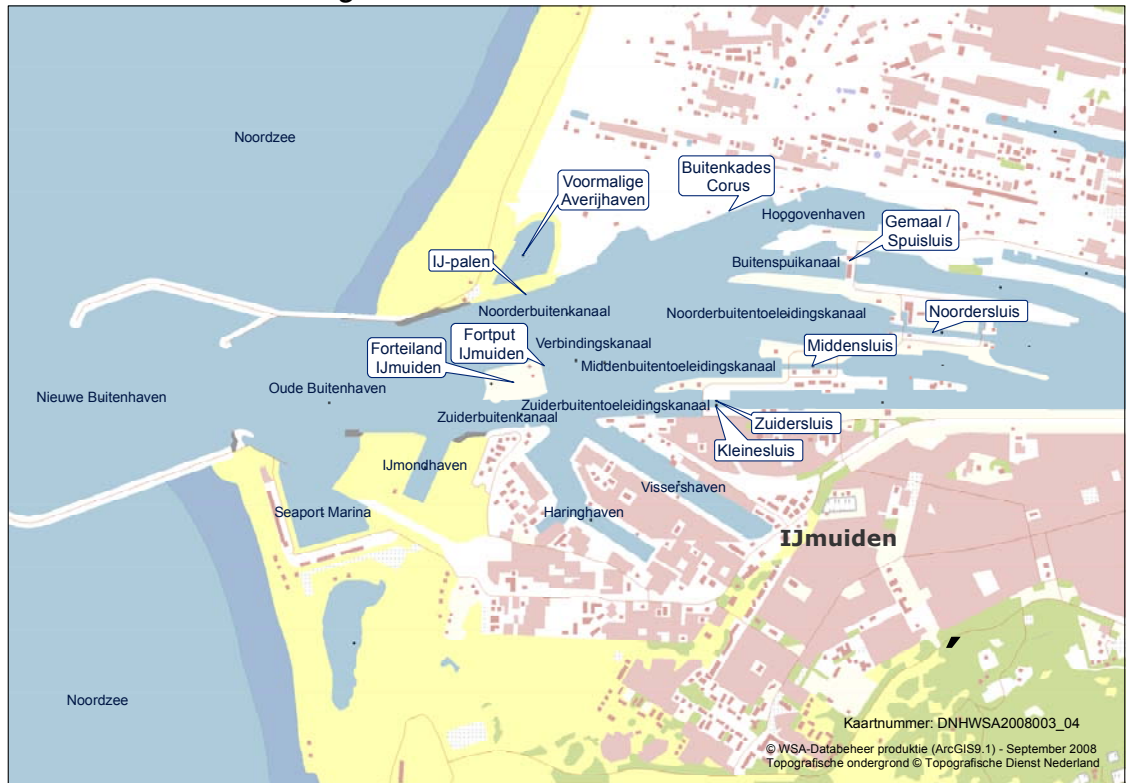 Noordzee
Voormalige
Averijhaven
Buitenkades
Corus
Hoogovenhaven
Gemaal /
Spuisluis
IJ-palen
Buitenspuikanaal
Noorderbuitenkanaal
Noorderbuitentoeleidingskanaal
Noordersluis
Fortput
IJmuiden
Verbindingskanaal
Forteiland
IJmuiden
Middensluis
Middenbuitentoeleidingskanaal
Oude Buitenhaven
Nieuwe Buitenhaven
Zuiderbuitentoeleidingskanaal
Zuiderbuitenkanaal
Zuidersluis
Kleinesluis
IJmondhaven
Vissershaven
Seaport Marina
Haringhaven
IJmuiden
Noordzee
Kaartnummer: DNHWSA2008003_04
© WSA-Databeheer produktie (ArcGIS9.1) - September 2008
Topografische ondergrond © Topografische Dienst Nederland